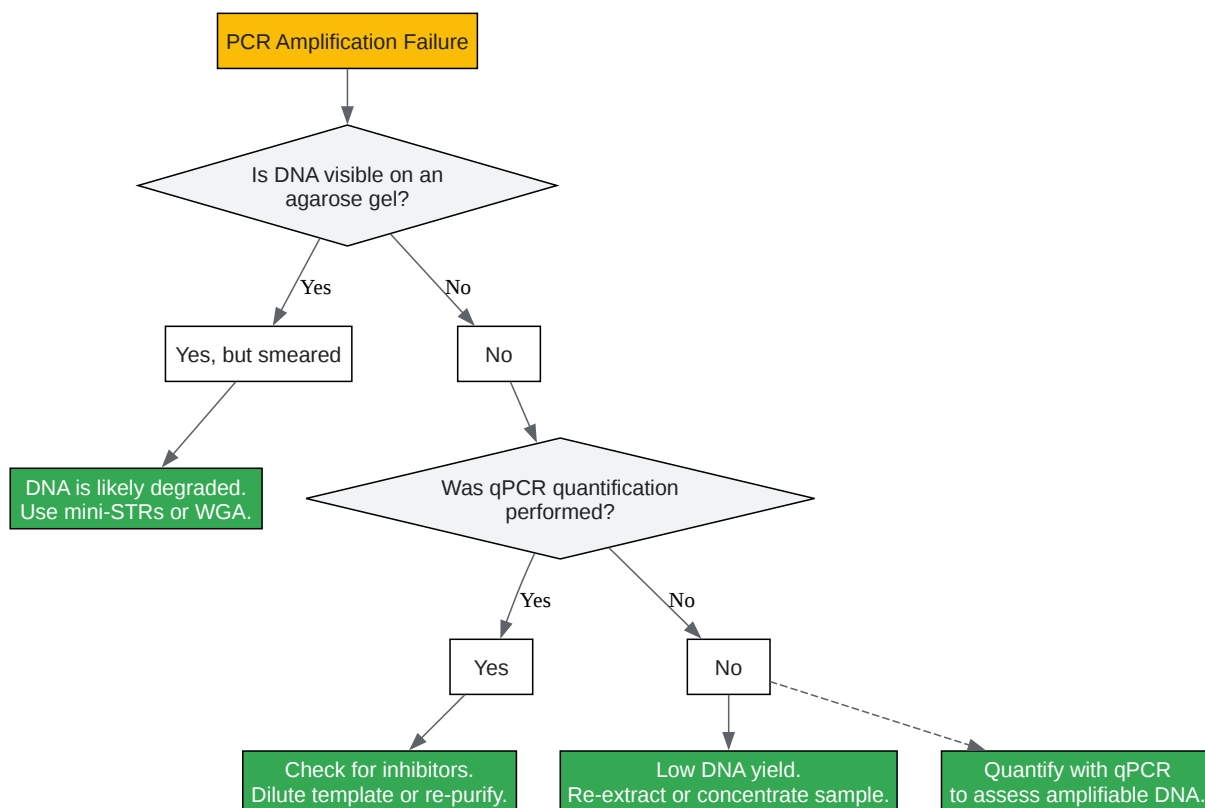 PCR Amplification Failure
Is DNA visible on an
agarose gel?
Yes
No
Yes, but smeared
No
DNA is likely degraded.
Use mini-STRs or WGA.
Was qPCR quantification
performed?
Yes
No
Yes
No
Check for inhibitors.
Dilute template or re-purify.
Low DNA yield.
Re-extract or concentrate sample.
Quantify with qPCR
to assess amplifiable DNA.